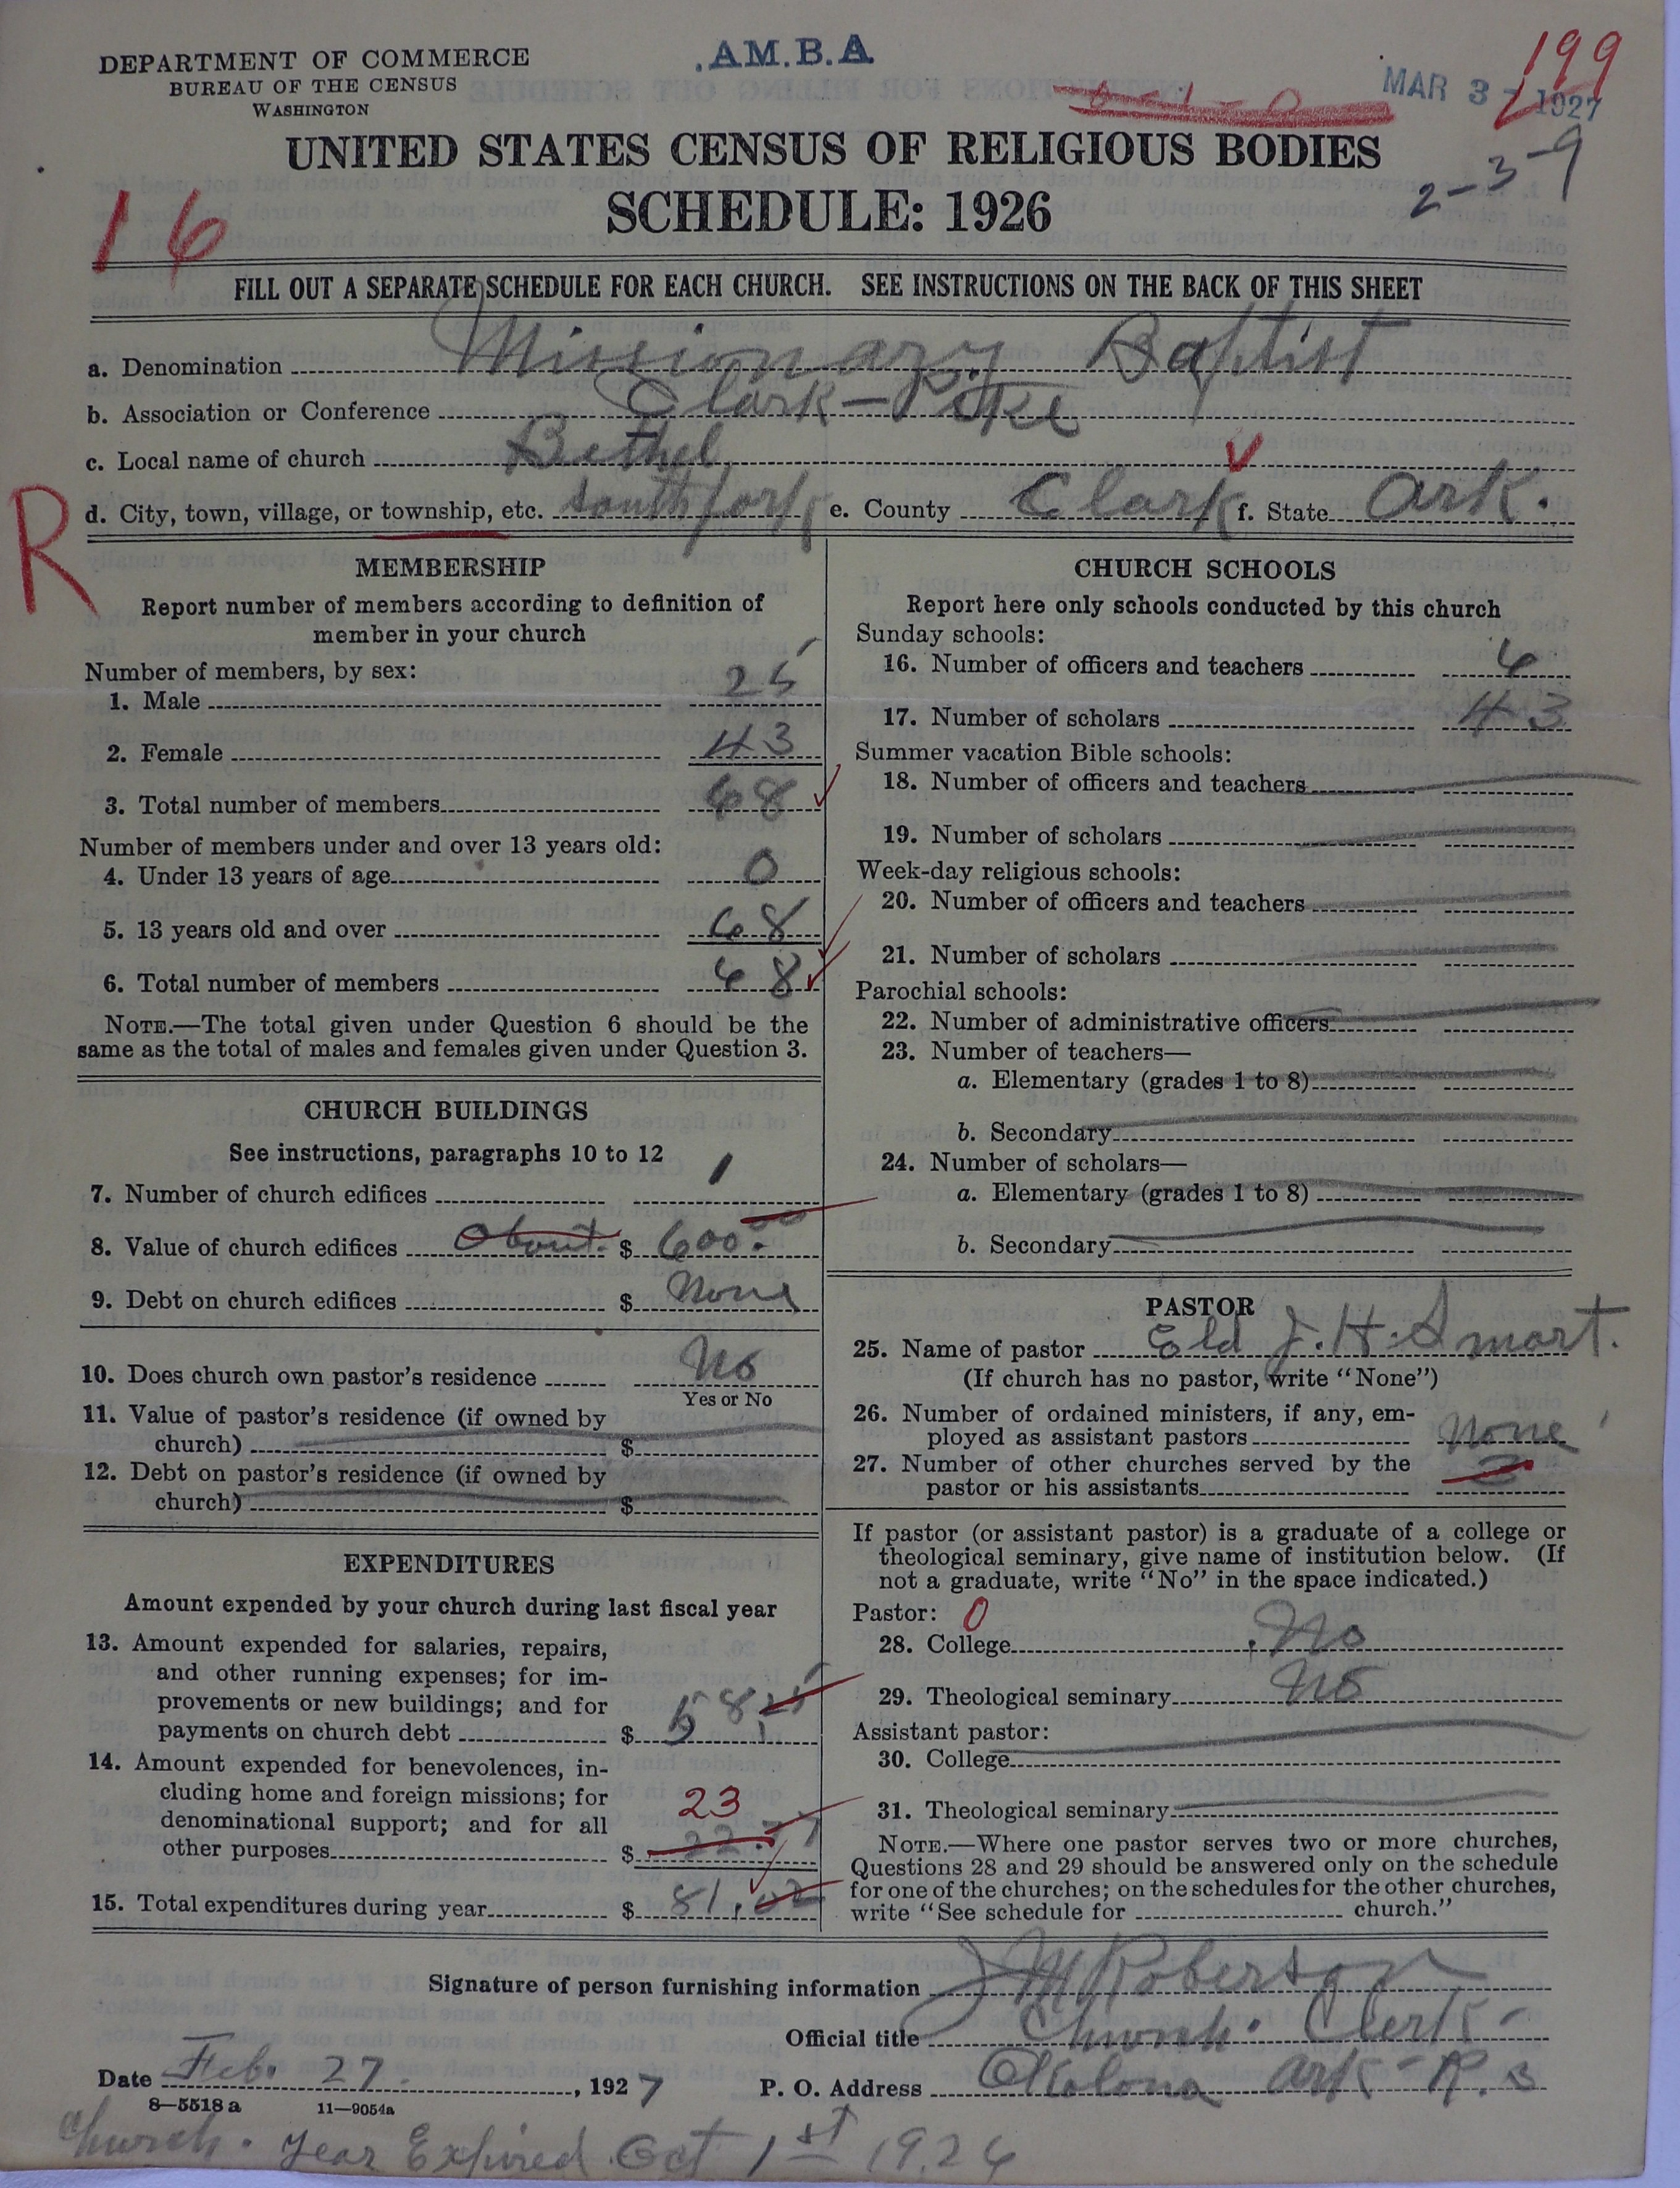 DEPARTMENT OF COMMERCE
BUREAU OF THE CENSUS
WASHINGTON
.A.M.B.A
199
MAR 3 - 1927
2-3-9
UNITED STATES CENSUS OF RELIGIOUS BODIES
SCHEDULE: 1926
16
FILL OUT A SEPARATE SCHEDULE FOR EACH CHURCH. SEE INSTRUCTIONS ON THE BACK OF THIS SHEET
a. Denomination Missionary Baptist
b. Association or Conference Clark-Pike
c. Local name of church Bethel
R
d. City, town, village, or township, etc. South fork e. County Clark f. State Ark.
MEMBERSHIP
Report number of members according to definition of
member in your church
Number of members, by sex:
1. Male 25
2. Female 43
3. Total number of members 68
Number of members under and over 13 years old:
4. Under 13 years of age 0
5. 13 years old and over 68
6. Total number of members 68
NOTE.—The total given under Question 6 should be the
same as the total of males and females given under Question 3.
CHURCH BUILDINGS
See instructions, paragraphs 10 to 12
7. Number of church edifices 1
8. Value of church edifices about. $ 600.00
9. Debt on church edifices $ None
10. Does church own pastor's residence No
Yes or No
11. Value of pastor's residence (if owned by
church) $
12. Debt on pastor's residence (if owned by
church) $
EXPENDITURES
Amount expended by your church during last fiscal year
13. Amount expended for salaries, repairs,
and other running expenses; for im-
provements or new buildings; and for
payments on church debt $ 58.25
14. Amount expended for benevolences, in-
cluding home and foreign missions; for
denominational support; and for all
other purposes $ 22.77
23
15. Total expenditures during year $ 81.02
CHURCH SCHOOLS
Report here only schools conducted by this church
Sunday schools:
16. Number of officers and teachers 6
17. Number of scholars 43
Summer vacation Bible schools:
18. Number of officers and teachers
19. Number of scholars
Week-day religious schools:
20. Number of officers and teachers
21. Number of scholars
Parochial schools:
22. Number of administrative officers
23. Number of teachers—
a. Elementary (grades 1 to 8)
b. Secondary
24. Number of scholars—
a. Elementary (grades 1 to 8)
b. Secondary
PASTOR
25. Name of pastor Eld J. H. Smart.
(If church has no pastor, write "None")
26. Number of ordained ministers, if any, em-
ployed as assistant pastors None
27. Number of other churches served by the
pastor or his assistants
If pastor (or assistant pastor) is a graduate of a college or
theological seminary, give name of institution below. (If
not a graduate, write "No" in the space indicated.)
Pastor: 0
28. College No
29. Theological seminary No
Assistant pastor:
30. College
31. Theological seminary
NOTE.—Where one pastor serves two or more churches,
Questions 28 and 29 should be answered only on the schedule
for one of the churches; on the schedules for the other churches,
write "See schedule for church."
Signature of person furnishing information J M Roberson
Official title Church Clerk
Date Feb. 27. , 1927 P. O. Address Okolona Ark - R. 3
8-5518 a 11-9054a
Church. Year Expired Oct 1st 1926